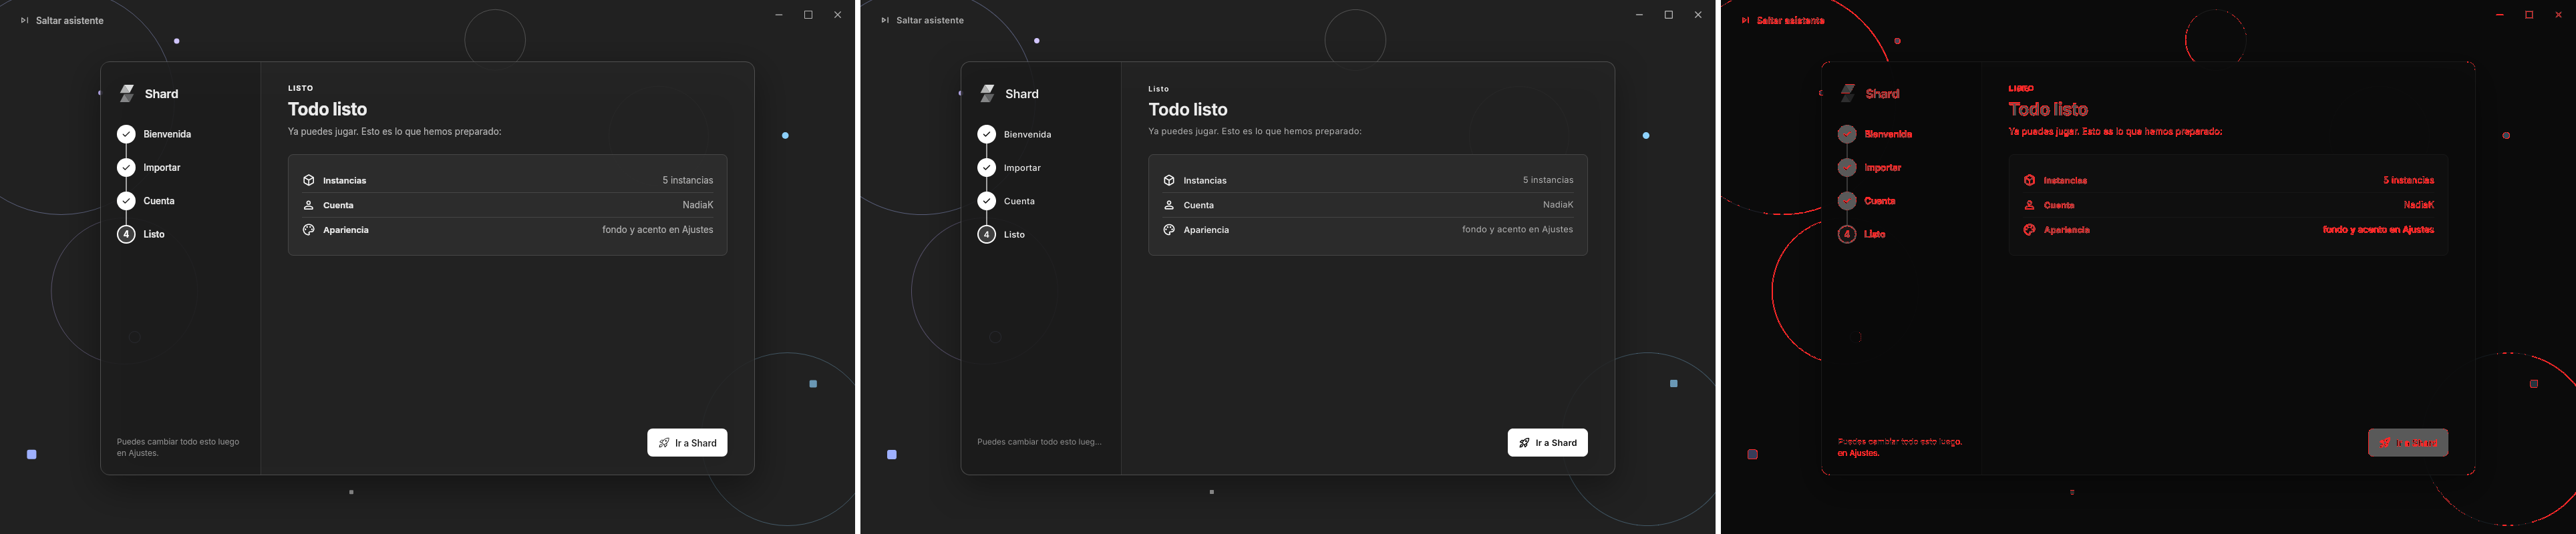 Saltar asistente
Shard
Bienvenida
Importar
Cuenta
4 Listo
Puedes cambiar todo esto luego
en Ajustes.
LISTO
Todo listo
Ya puedes jugar. Esto es lo que hemos preparado:
Instancias 5 instancias
Cuenta NadiaK
Apariencia fondo y acento en Ajustes
Ir a Shard
Saltar asistente
Shard
Bienvenida
Importar
Cuenta
4 Listo
Puedes cambiar todo esto lueg...
Listo
Todo listo
Ya puedes jugar. Esto es lo que hemos preparado:
Instancias 5 instancias
Cuenta NadiaK
Apariencia fondo y acento en Ajustes
Ir a Shard
Saltar asistente
Shard
Bienvenida
Importar
Cuenta
4 Listo
Puedes cambiar todo esto luego.
en Ajustes.
Todo listo
Ya puedes jugar. Esto es lo que hemos preparado:
Instancias 5 instancias
Cuenta NadiaK
Apariencia fondo y acento en Ajustes
Ir a Shard